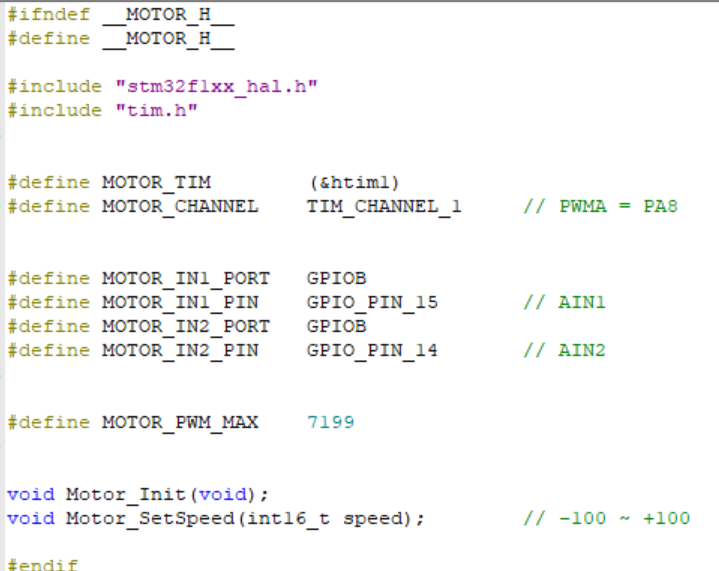 #ifndef __MOTOR_H__
#define __MOTOR_H__
#include "stm32f1xx_hal.h"
#include "tim.h"
#define MOTOR_TIM (&htim1)
#define MOTOR_CHANNEL TIM_CHANNEL_1 // PWMA = PA8
#define MOTOR_IN1_PORT GPIOB
#define MOTOR_IN1_PIN GPIO_PIN_15 // AIN1
#define MOTOR_IN2_PORT GPIOB
#define MOTOR_IN2_PIN GPIO_PIN_14 // AIN2
#define MOTOR_PWM_MAX 7199
void Motor_Init(void);
void Motor_SetSpeed(int16_t speed); // -100 ~ +100
#endif